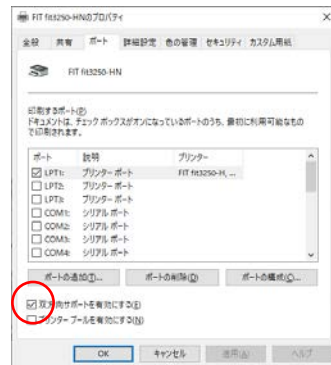 FIT fit3250-HNのプロパティ
全般 共有 ポート 詳細設定 色の管理 セキュリティ カスタム用紙
FIT fit3250-HN
印刷するポート(P)
ドキュメントは、チェック ボックスがオンになっているポートのうち、最初に利用可能なもので印刷されます。
ポート 説明 プリンター
LPT1: プリンター ポート FIT fit3250-H, ...
LPT2: プリンター ポート
LPT3: プリンター ポート
COM1: シリアル ポート
COM2: シリアル ポート
COM3: シリアル ポート
COM4: シリアル ポート
ポートの追加(T)... ポートの削除(D) ポートの構成(C)...
双方向サポートを有効にする(E)
プリンター プールを有効にする(N)
OK キャンセル 適用(A) ヘルプ